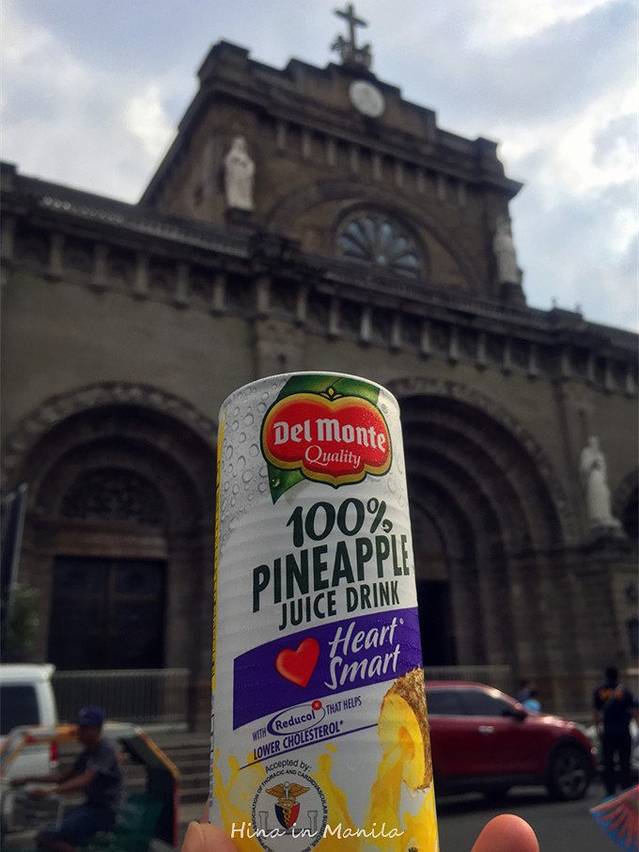 Del Monte
Quality
100%
PINEAPPLE
JUICE DRINK
Heart
Smart
WITH Reducol THAT HELPS
LOWER CHOLESTEROL*
Accepted by:
Hina in Manila